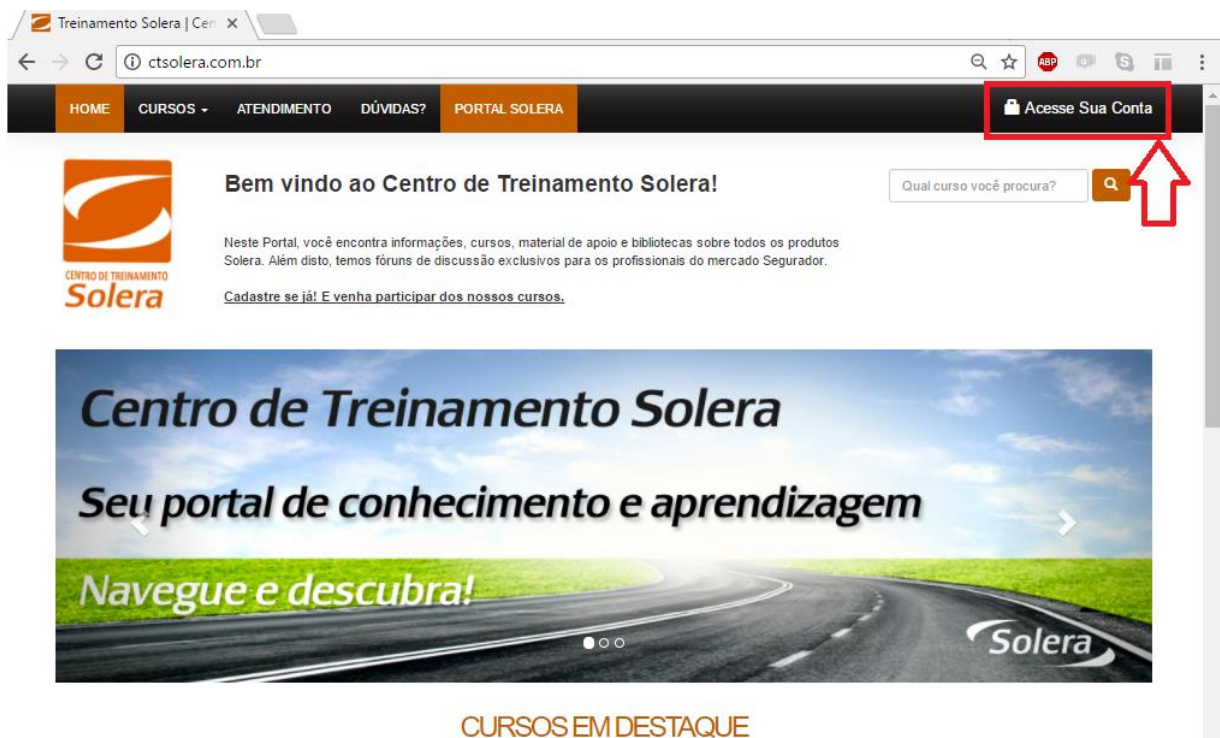 Treinamento Solera | Cen
ctsolera.com.br
ABP
HOME
CURSOS
ATENDIMENTO
DÚVIDAS?
PORTAL SOLERA
Acesse Sua Conta
Bem vindo ao Centro de Treinamento Solera!
Qual curso você procura?
Neste Portal, você encontra informações, cursos, material de apoio e bibliotecas sobre todos os produtos
Solera. Além disto, temos fóruns de discussão exclusivos para os profissionais do mercado Segurador.
CENTRO DE TREINAMENTO
Solera
Cadastre se já! E venha participar dos nossos cursos.
Centro de Treinamento Solera
Seu portal de conhecimento e aprendizagem
Navegue e descubra!
Solera
CURSOS EM DESTAQUE